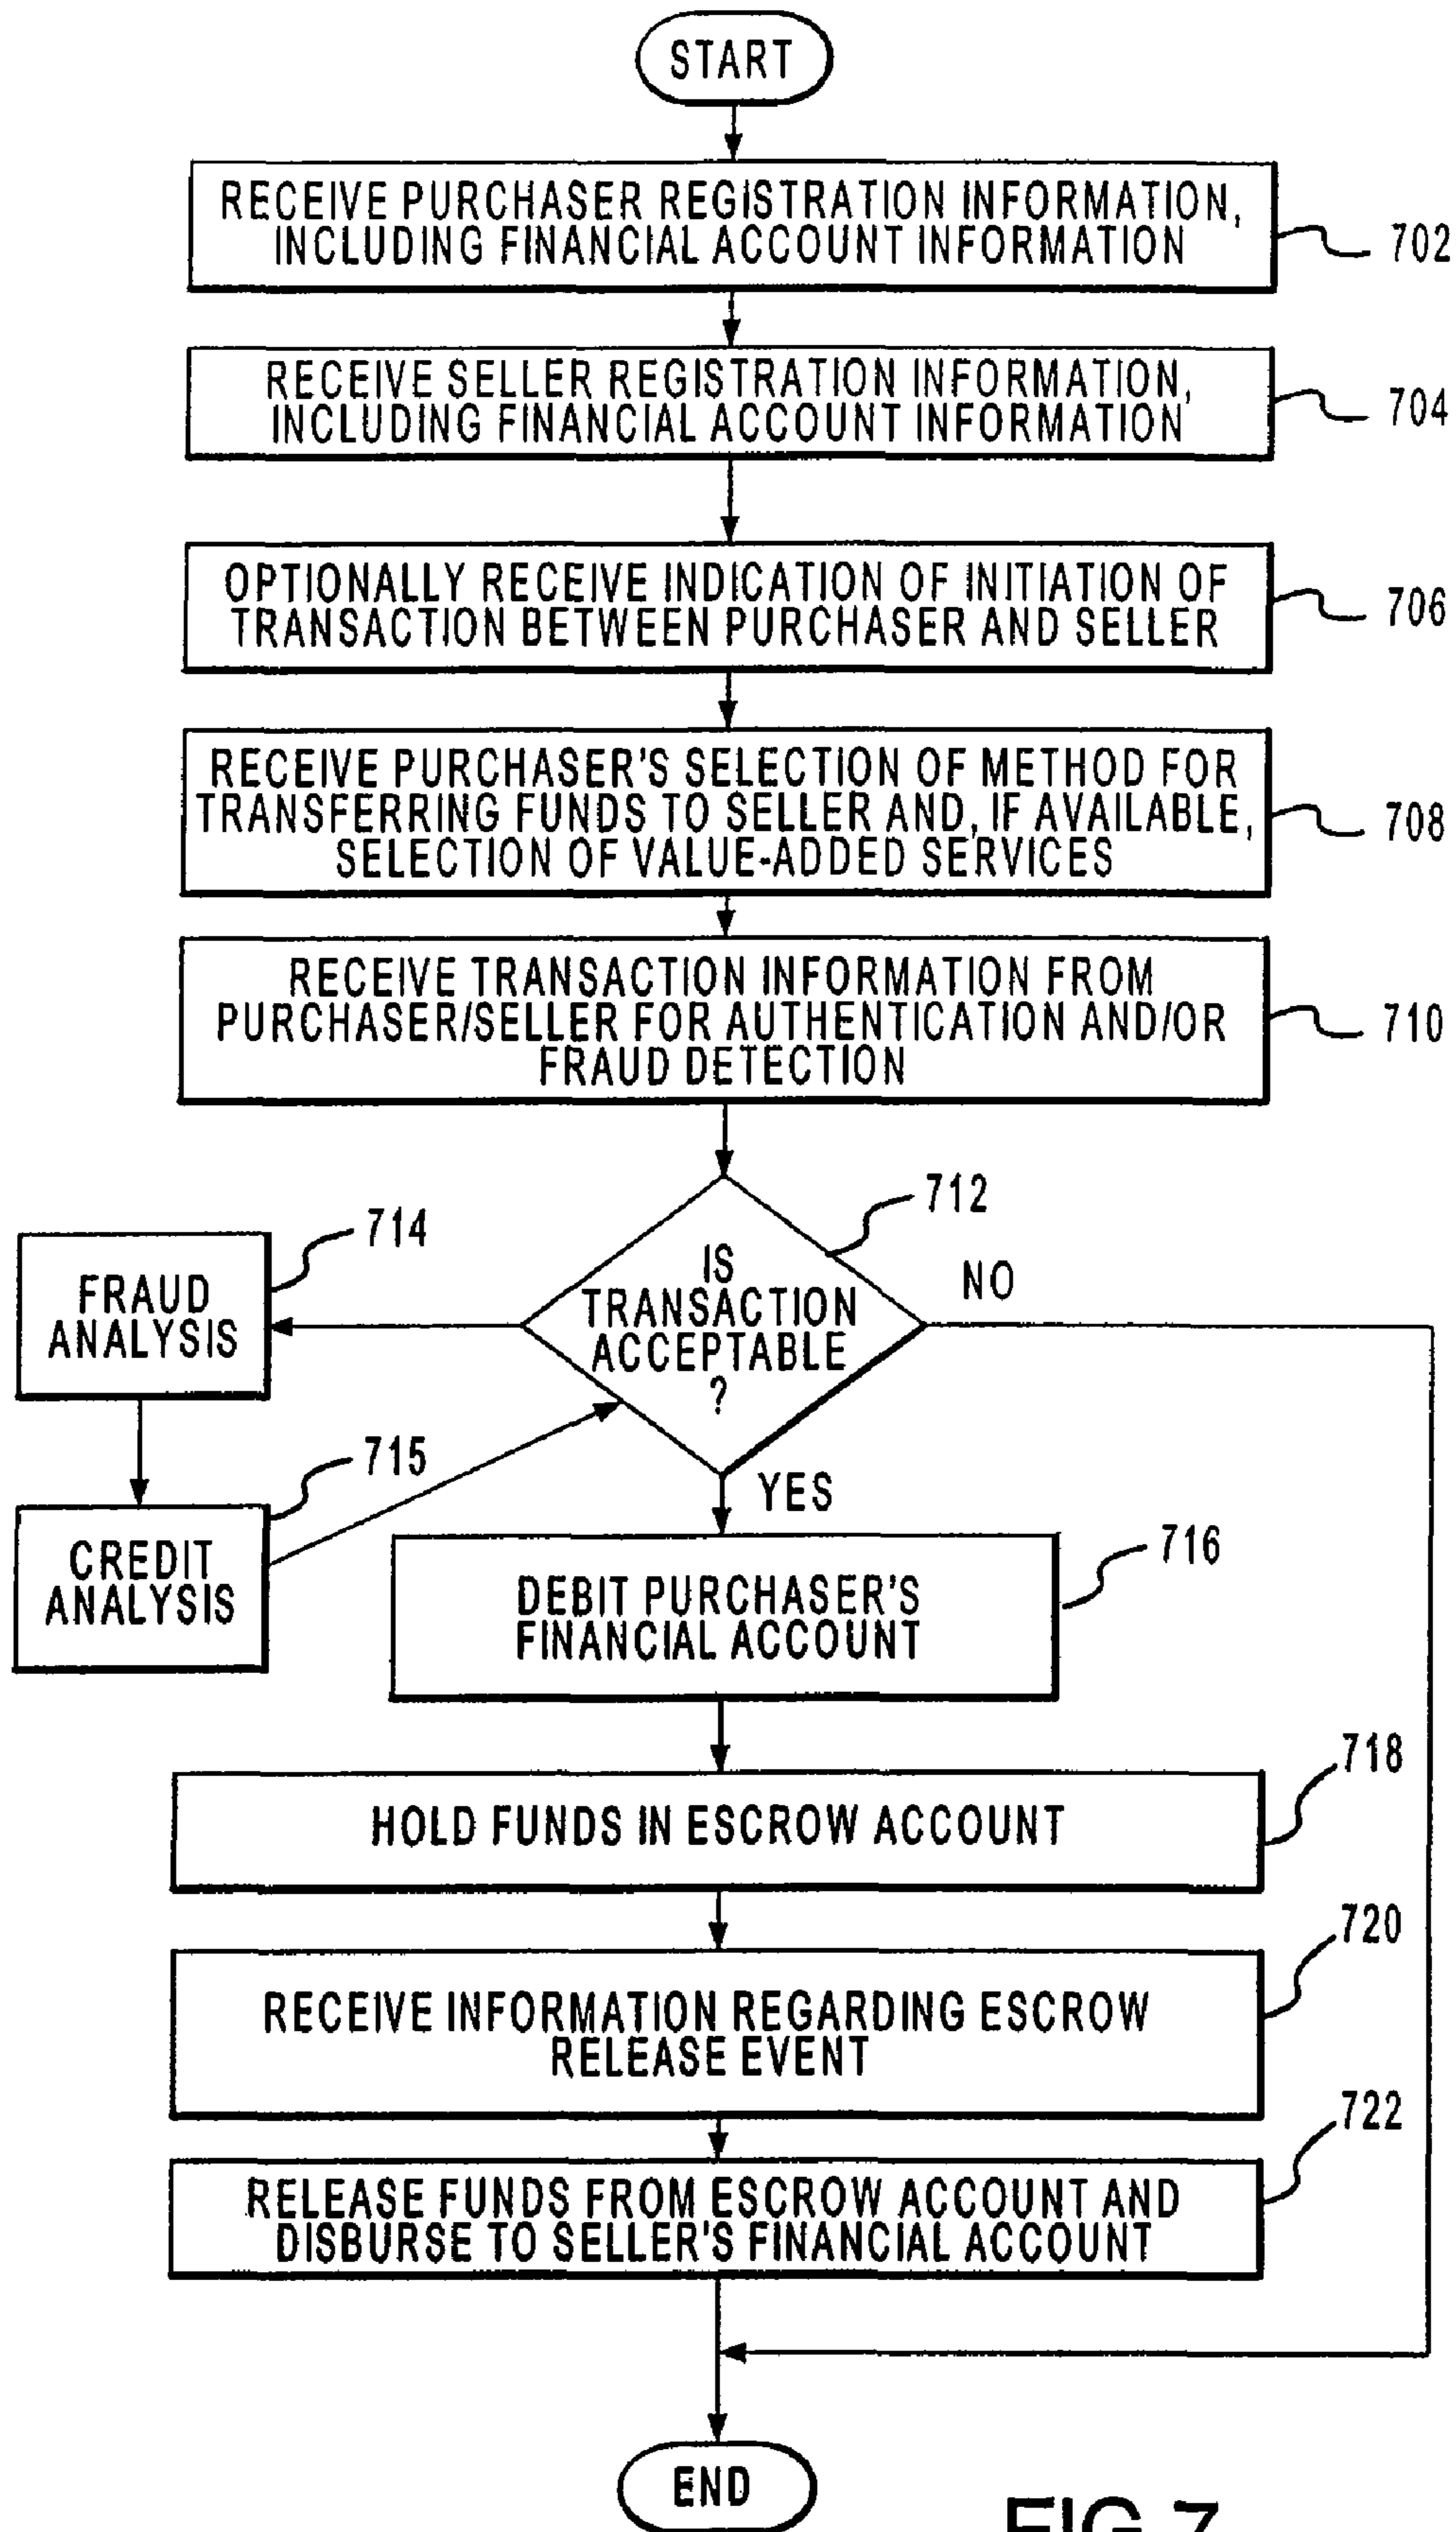 START
RECEIVE PURCHASER REGISTRATION INFORMATION,
INCLUDING FINANCIAL ACCOUNT INFORMATION
702
RECEIVE SELLER REGISTRATION INFORMATION,
INCLUDING FINANCIAL ACCOUNT INFORMATION
704
OPTIONALLY RECEIVE INDICATION OF INITIATION OF
TRANSACTION BETWEEN PURCHASER AND SELLER
706
RECEIVE PURCHASER'S SELECTION OF METHOD FOR
TRANSFERRING FUNDS TO SELLER AND, IF AVAILABLE,
SELECTION OF VALUE-ADDED SERVICES
708
RECEIVE TRANSACTION INFORMATION FROM
PURCHASER/SELLER FOR AUTHENTICATION AND/OR
FRAUD DETECTION
710
712
IS
TRANSACTION
ACCEPTABLE
?
NO
714
FRAUD
ANALYSIS
715
CREDIT
ANALYSIS
YES
716
DEBIT PURCHASER'S
FINANCIAL ACCOUNT
718
HOLD FUNDS IN ESCROW ACCOUNT
720
RECEIVE INFORMATION REGARDING ESCROW
RELEASE EVENT
722
RELEASE FUNDS FROM ESCROW ACCOUNT AND
DISBURSE TO SELLER'S FINANCIAL ACCOUNT
END
FIG.7